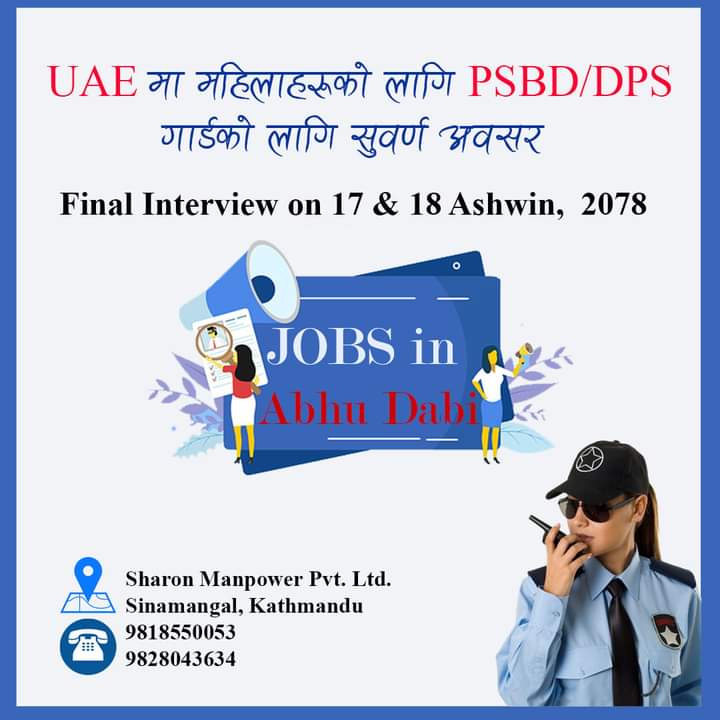 UAE मा महिलाहरूको लागि PSBD/DPS
गार्डको लागि सुवर्ण अवसर
Final Interview on 17 & 18 Ashwin, 2078
JOBS in
Abhu Dabi
Sharon Manpower Pvt. Ltd.
Sinamangal, Kathmandu
9818550053
9828043634